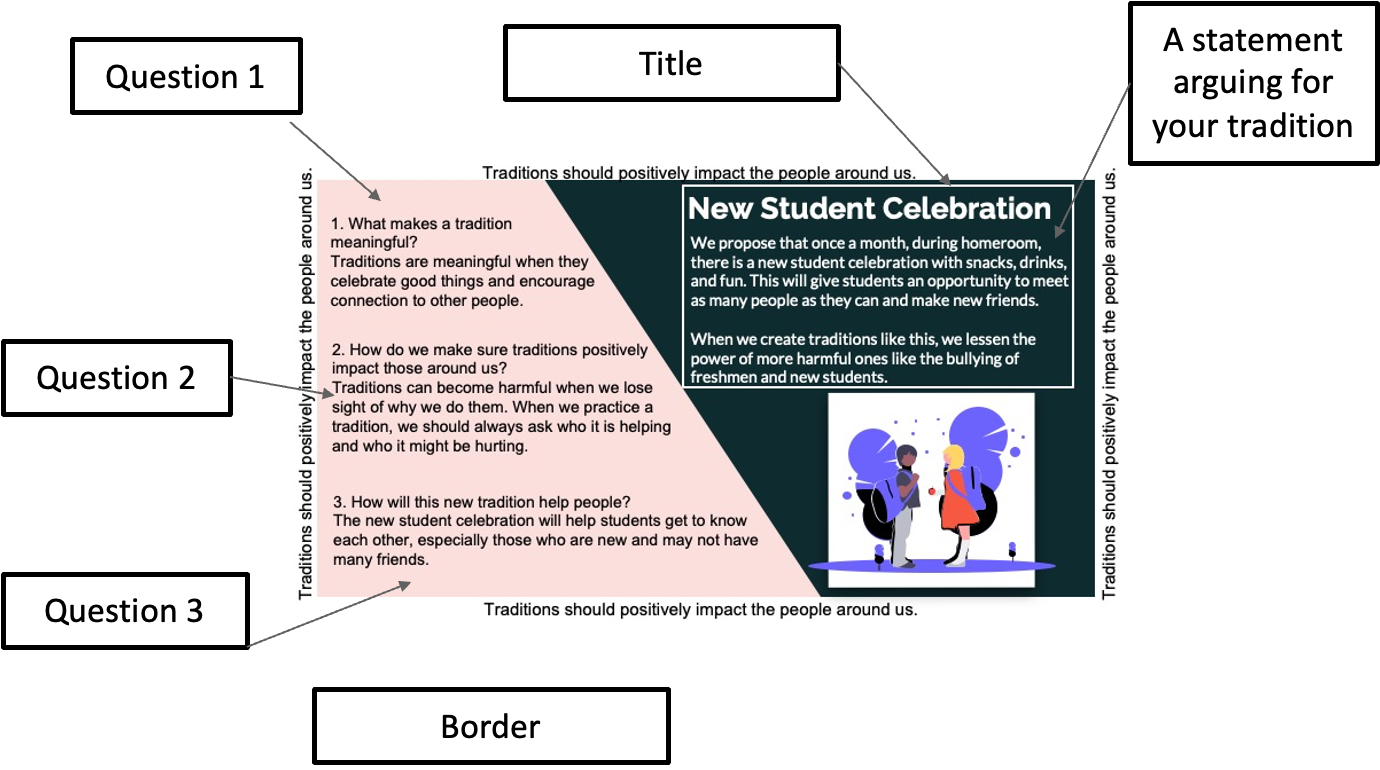 Question 1
Title
A statement
arguing for
your tradition
Traditions should positively impact the people around us.
Traditions should positively impact the people around us.
Traditions should positively impact the people around us.
1. What makes a tradition
meaningful?
Traditions are meaningful when they
celebrate good things and encourage
connection to other people.
New Student Celebration
We propose that once a month, during homeroom,
there is a new student celebration with snacks, drinks,
and fun. This will give students an opportunity to meet
as many people as they can and make new friends.
When we create traditions like this, we lessen the
power of more harmful ones like the bullying of
freshmen and new students.
Question 2
2. How do we make sure traditions positively
impact those around us?
Traditions can become harmful when we lose
sight of why we do them. When we practice a
tradition, we should always ask who it is helping
and who it might be hurting.
3. How will this new tradition help people?
The new student celebration will help students get to know
each other, especially those who are new and may not have
many friends.
Question 3
Traditions should positively impact the people around us.
Border